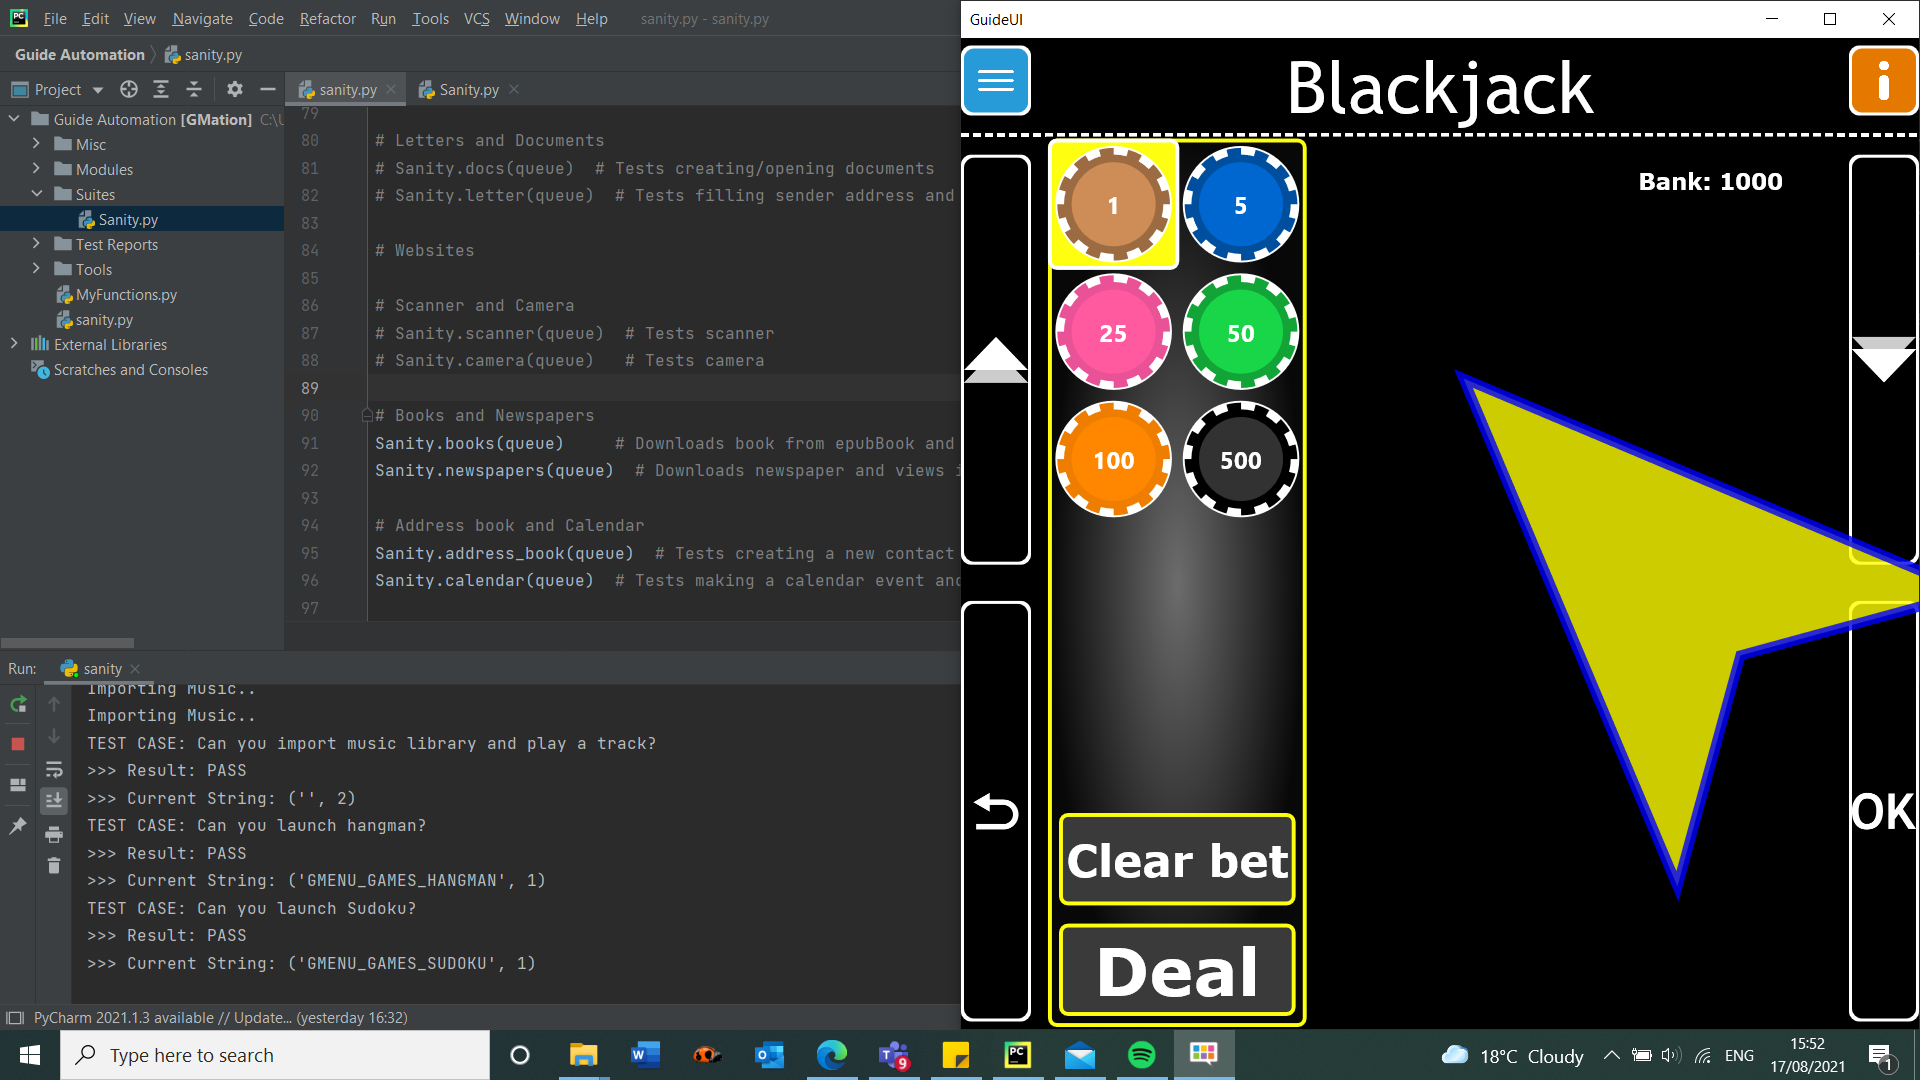 File Edit View Navigate Code Refactor Run Tools VCS Window Help sanity.py - sanity.py
Guide Automation sanity.py
Project
sanity.py
Sanity.py
Guide Automation [GMation] C:\U
Misc
Modules
Suites
Sanity.py
Test Reports
Tools
MyFunctions.py
sanity.py
External Libraries
Scratches and Consoles
79
80 # Letters and Documents
81 # Sanity.docs(queue) # Tests creating/opening documents
82 # Sanity.letter(queue) # Tests filling sender address and
83
84 # Websites
85
86 # Scanner and Camera
87 # Sanity.scanner(queue) # Tests scanner
88 # Sanity.camera(queue) # Tests camera
89
90 # Books and Newspapers
91 Sanity.books(queue) # Downloads book from epubBook and
92 Sanity.newspapers(queue) # Downloads newspaper and views i
93
94 # Address book and Calendar
95 Sanity.address_book(queue) # Tests creating a new contact
96 Sanity.calendar(queue) # Tests making a calendar event and
97
Run: sanity
Importing Music..
Importing Music..
TEST CASE: Can you import music library and play a track?
>>> Result: PASS
>>> Current String: ('', 2)
TEST CASE: Can you launch hangman?
>>> Result: PASS
>>> Current String: ('GMENU_GAMES_HANGMAN', 1)
TEST CASE: Can you launch Sudoku?
>>> Result: PASS
>>> Current String: ('GMENU_GAMES_SUDOKU', 1)
PyCharm 2021.1.3 available // Update... (yesterday 16:32)
GuideUI
Blackjack
i
Bank: 1000
1 5
25 50
100 500
Clear bet
Deal
OK
Type here to search
W
PC
9
18°C Cloudy
ENG
15:52
17/08/2021
1